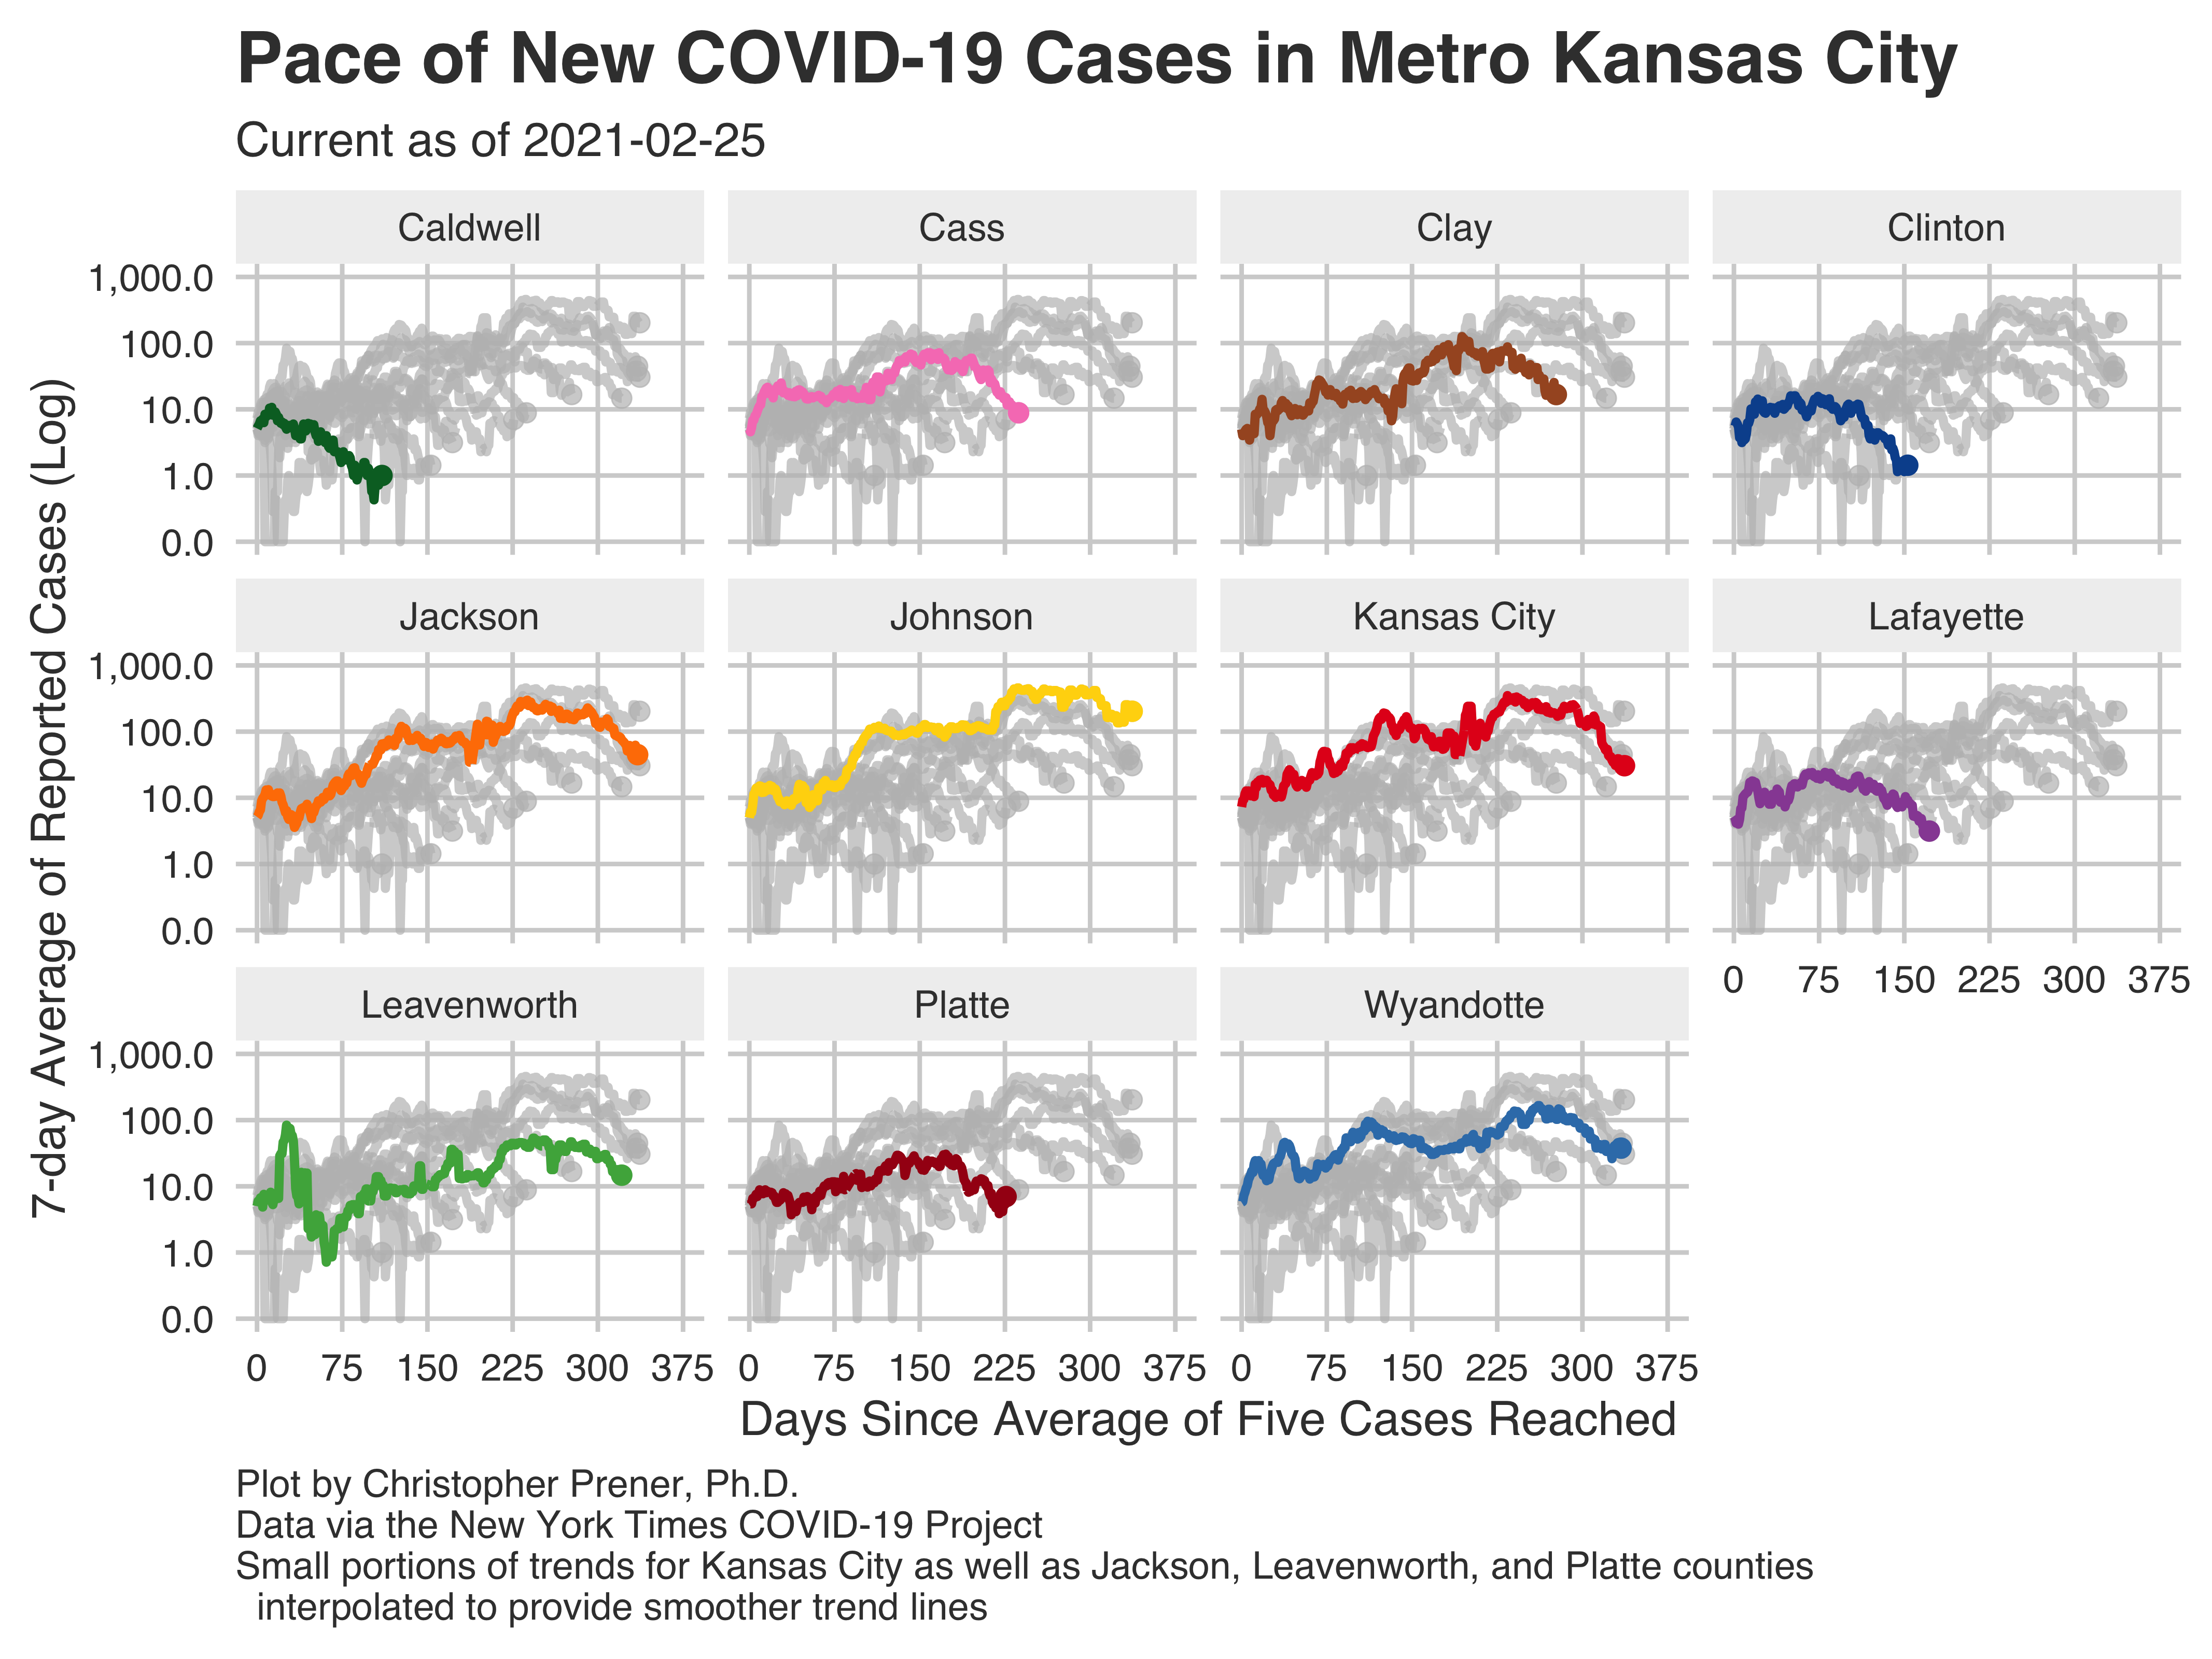 Pace of New COVID-19 Cases in Metro Kansas City
Current as of 2021-02-25
7-day Average of Reported Cases (Log)
Caldwell
Cass
Clay
Clinton
1,000.0
100.0
10.0
1.0
0.0
Jackson
Johnson
Kansas City
Lafayette
1,000.0
100.0
10.0
1.0
0.0
0 75 150 225 300 375
Leavenworth
Platte
Wyandotte
1,000.0
100.0
10.0
1.0
0.0
0 75 150 225 300 375
0 75 150 225 300 375
0 75 150 225 300 375
Days Since Average of Five Cases Reached
Plot by Christopher Prener, Ph.D.
Data via the New York Times COVID-19 Project
Small portions of trends for Kansas City as well as Jackson, Leavenworth, and Platte counties
interpolated to provide smoother trend lines